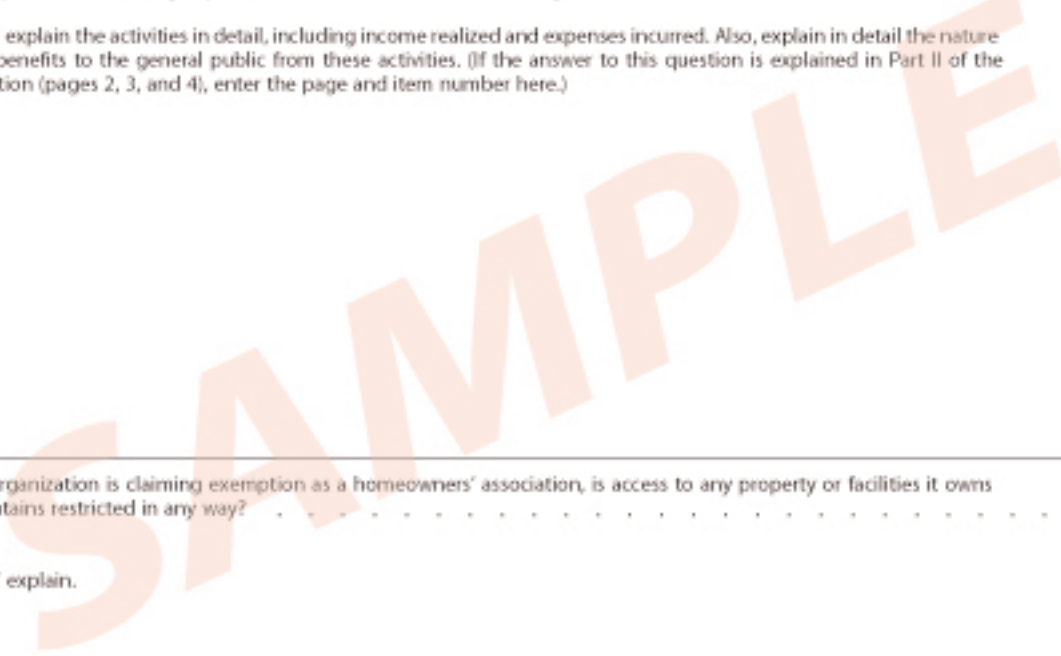 explain the activities in detail, including income realized and expenses incurred. Also, explain in detail the nature
benefits to the general public from these activities. (If the answer to this question is explained in Part II of the
tion (pages 2, 3, and 4), enter the page and item number here.)
SAMPLE
rganization is claiming exemption as a homeowners' association, is access to any property or facilities it owns
ntains restricted in any way? . . . . . . . . . . . . . . . . . . . . . . . . .
explain.